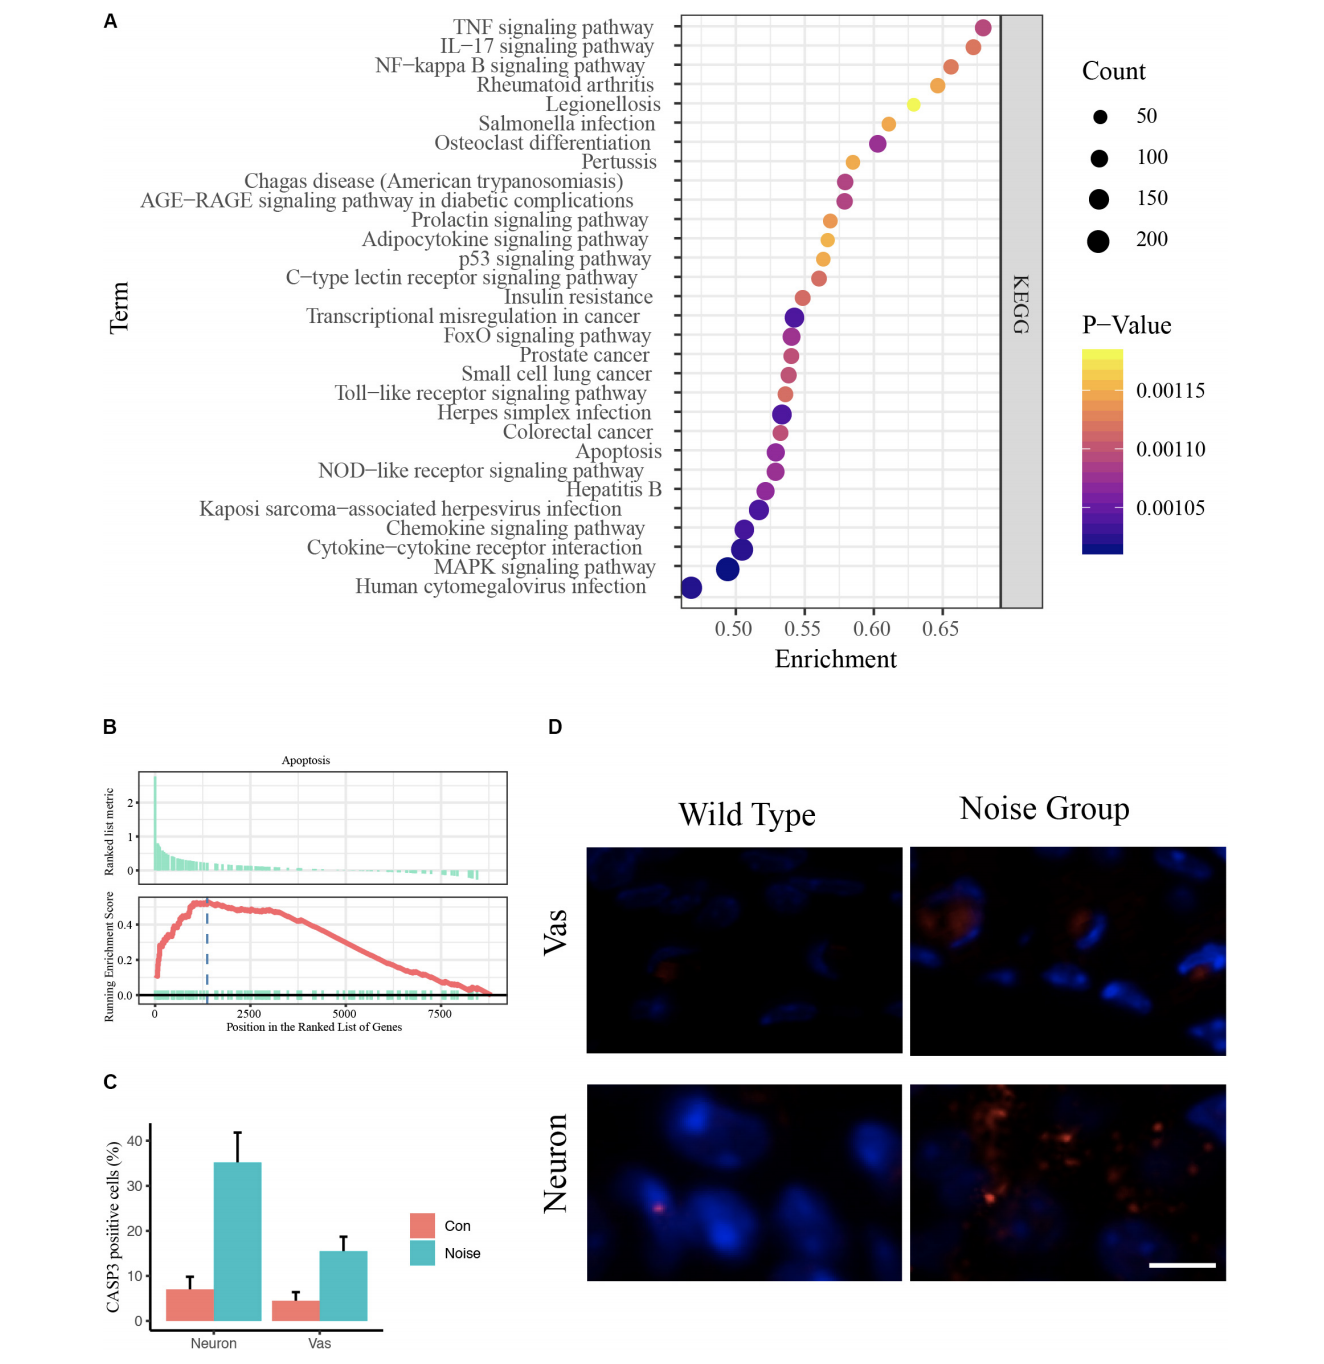 A
TNF signaling pathway
IL−17 signaling pathway
NF−kappa B signaling pathway
Rheumatoid arthritis
Legionellosis
Salmonella infection
Osteoclast differentiation
Pertussis
Chagas disease (American trypanosomiasis)
AGE−RAGE signaling pathway in diabetic complications
Prolactin signaling pathway
Adipocytokine signaling pathway
p53 signaling pathway
C−type lectin receptor signaling pathway
Insulin resistance
Transcriptional misregulation in cancer
FoxO signaling pathway
Prostate cancer
Small cell lung cancer
Toll−like receptor signaling pathway
Herpes simplex infection
Colorectal cancer
Apoptosis
NOD−like receptor signaling pathway
Hepatitis B
Kaposi sarcoma−associated herpesvirus infection
Chemokine signaling pathway
Cytokine−cytokine receptor interaction
MAPK signaling pathway
Human cytomegalovirus infection
Term
0.50 0.55 0.60 0.65
Enrichment
KEGG
Count
50
100
150
200
P−Value
0.00115
0.00110
0.00105
B
Apoptosis
Ranked list metric
2
1
0
Running Enrichment Score
0.4
0.2
0.0
0 2500 5000 7500
Position in the Ranked List of Genes
C
CASP3 posiitive cells (%)
40
30
20
10
0
Neuron Vas
Con
Noise
D
Wild Type Noise Group
Vas
Neuron